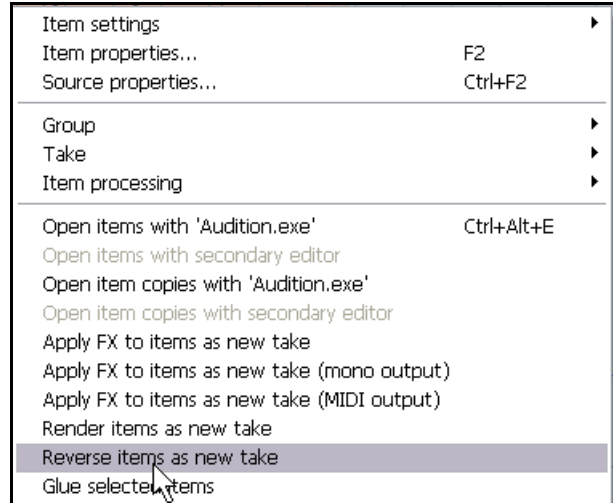 Item settings
Item properties... F2
Source properties... Ctrl+F2
Group
Take
Item processing
Open items with 'Audition.exe' Ctrl+Alt+E
Open items with secondary editor
Open item copies with 'Audition.exe'
Open item copies with secondary editor
Apply FX to items as new take
Apply FX to items as new take (mono output)
Apply FX to items as new take (MIDI output)
Render items as new take
Reverse items as new take
Glue selected items